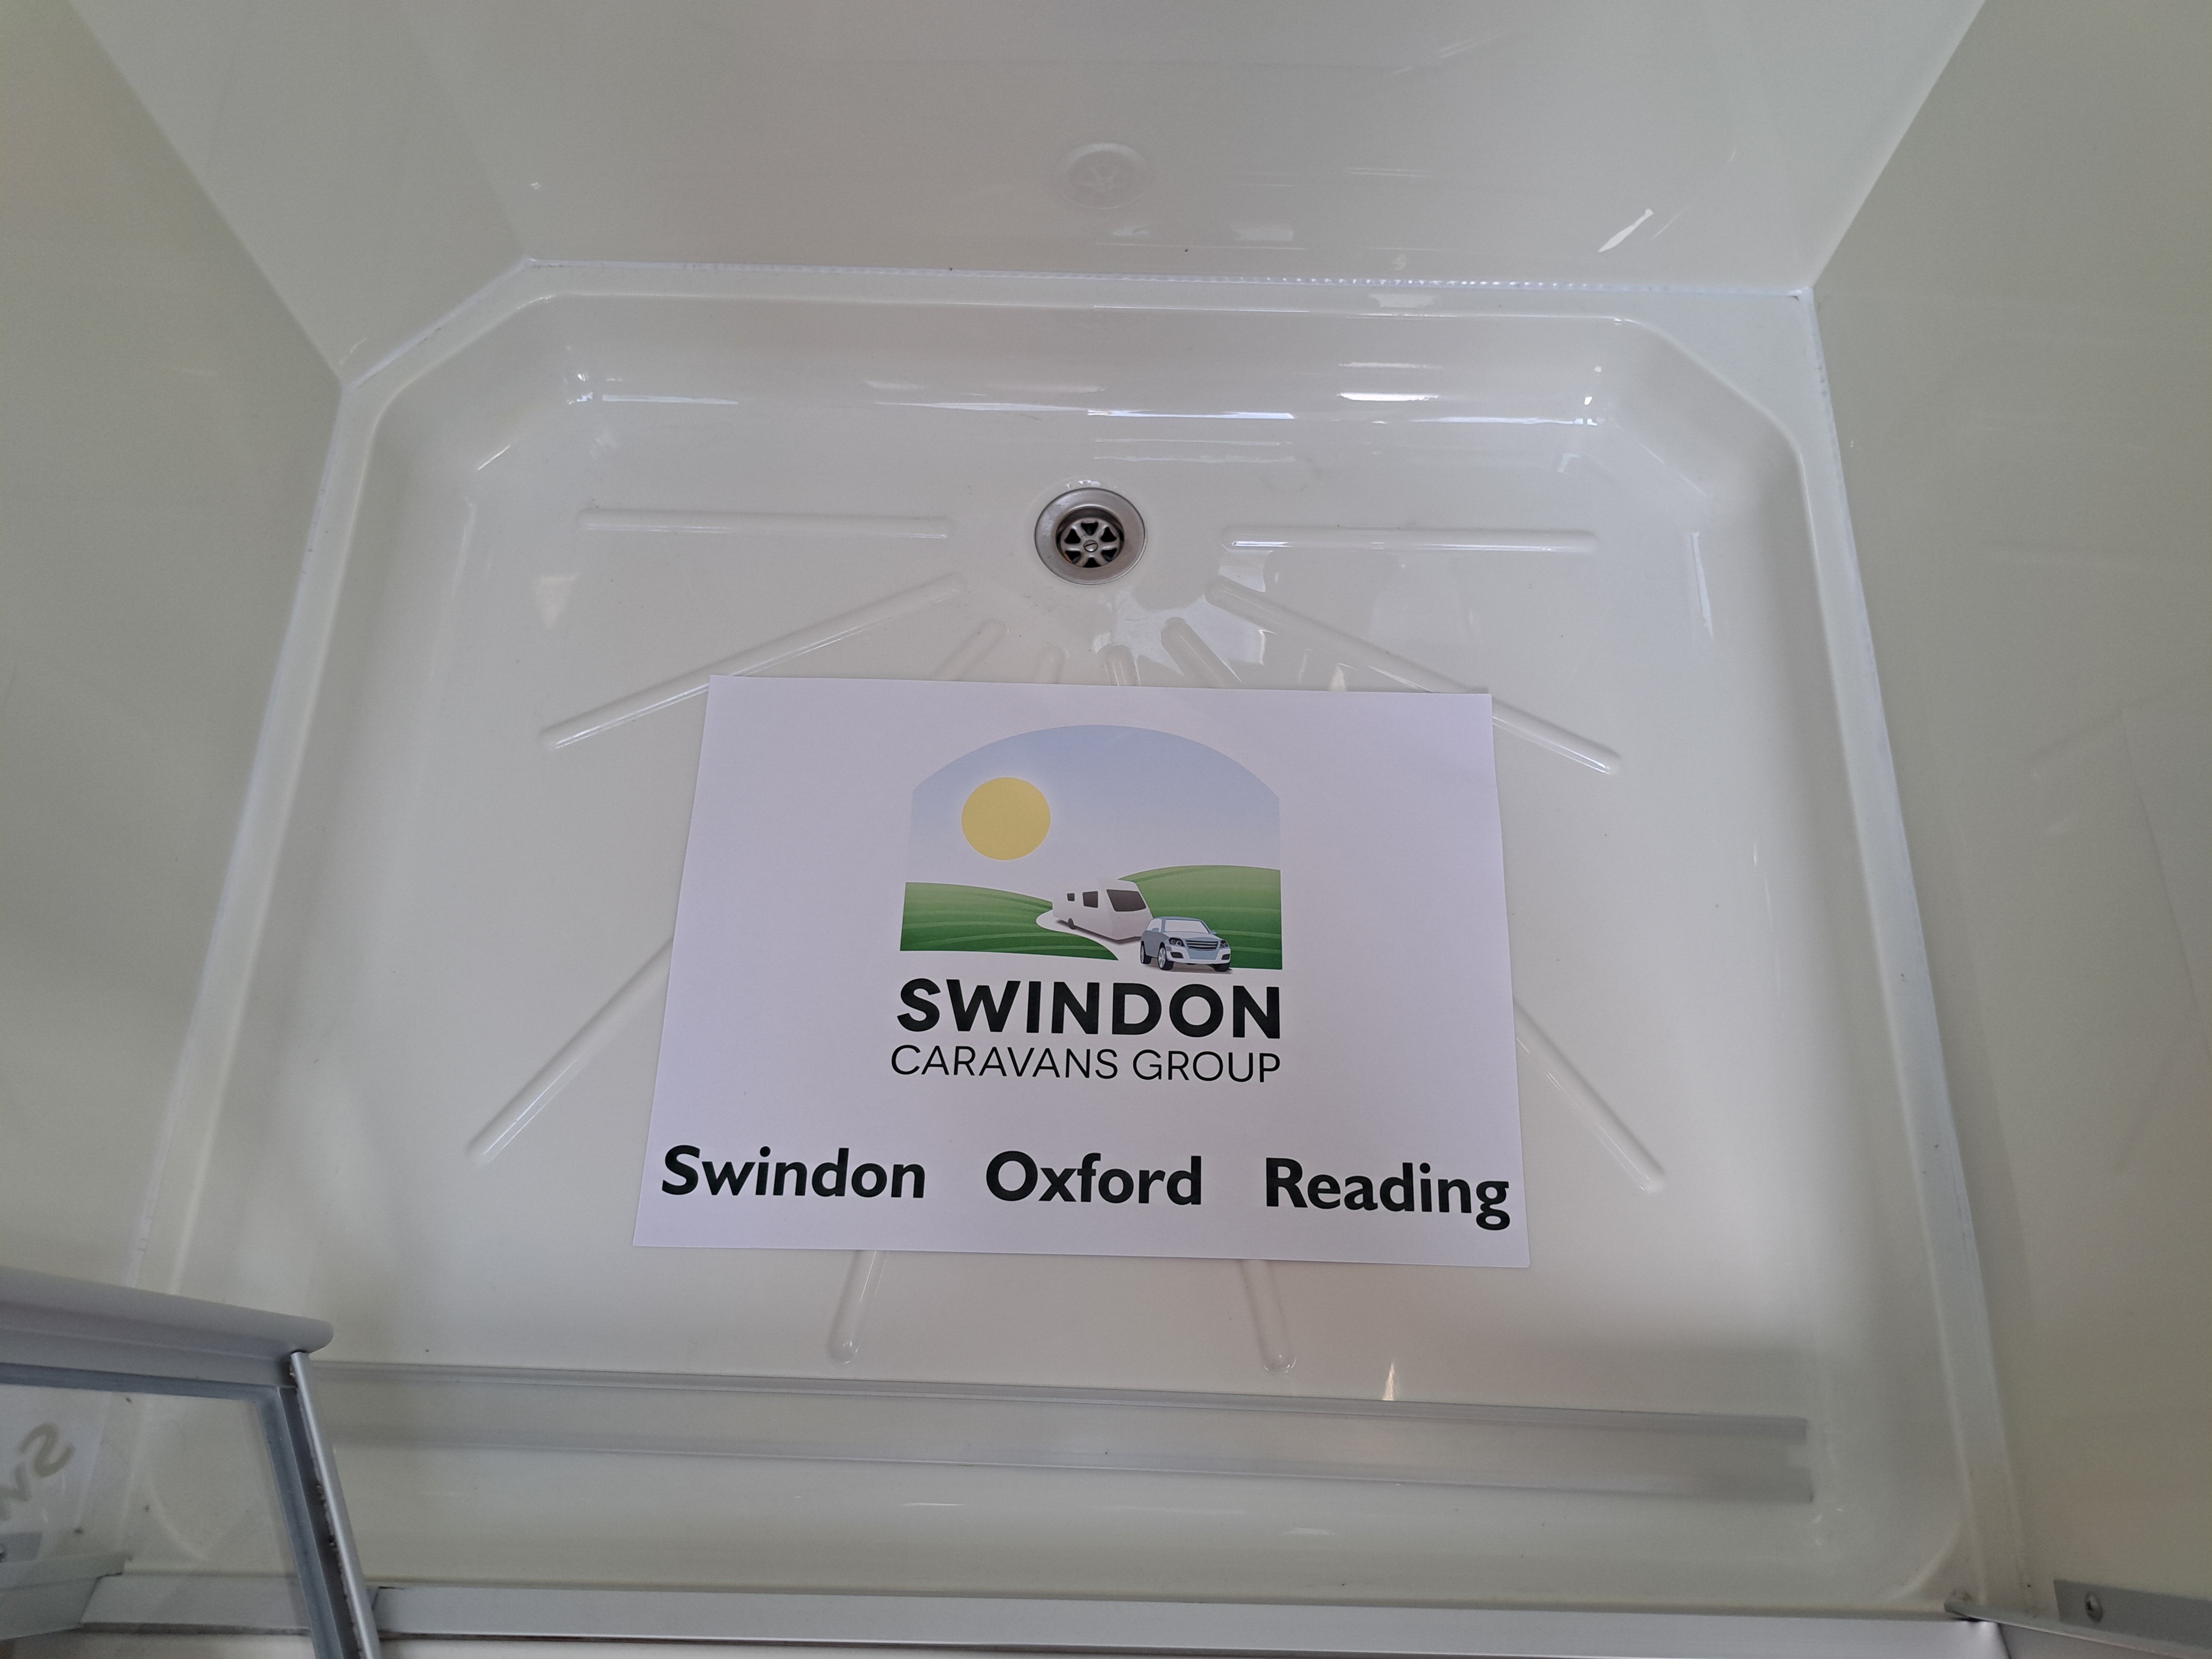 SWINDON
CARAVANS GROUP
Swindon Oxford Reading